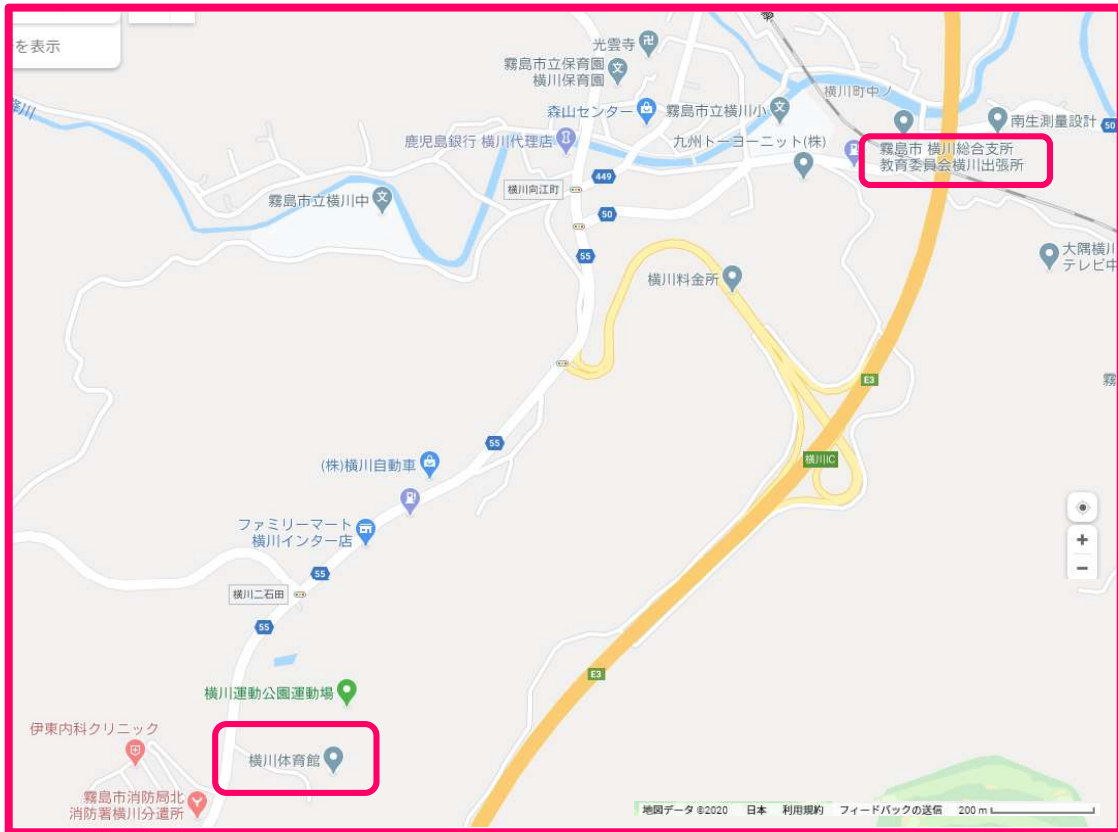 を表示
光雲寺
霧島市立保育園
横川保育園
横川町中ノ
森山センター
霧島市立横川小
南生測量設計
50
鹿児島銀行 横川代理店
九州トーヨーニット(株)
霧島市 横川総合支所
教育委員会横川出張所
449
横川向江町
霧島市立横川中
50
55
大隅横川
テレビ中
横川料金所
E3
霧
55
(株)横川自動車
横川IC
ファミリーマート
横川インター店
+
55
横川二石田
−
55
E3
横川運動公園運動場
伊東内科クリニック
横川体育館
霧島市消防局北
消防署横川分遣所
地図データ ©2020 日本 利用規約 フィードバックの送信 200 m